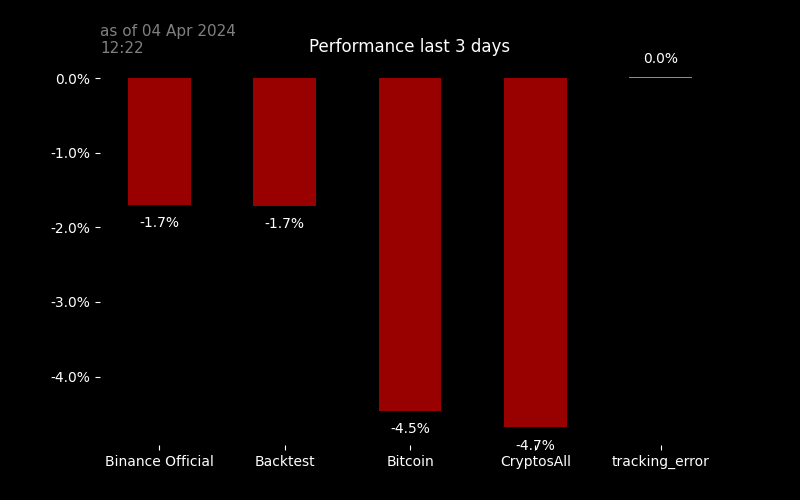 as of 04 Apr 2024
12:22
Performance last 3 days
0.0%
0.0%
-1.0%
-2.0%
-3.0%
-4.0%
-1.7%
-1.7%
-4.5%
-4.7%
Binance Official
Backtest
Bitcoin
CryptosAll
tracking_error